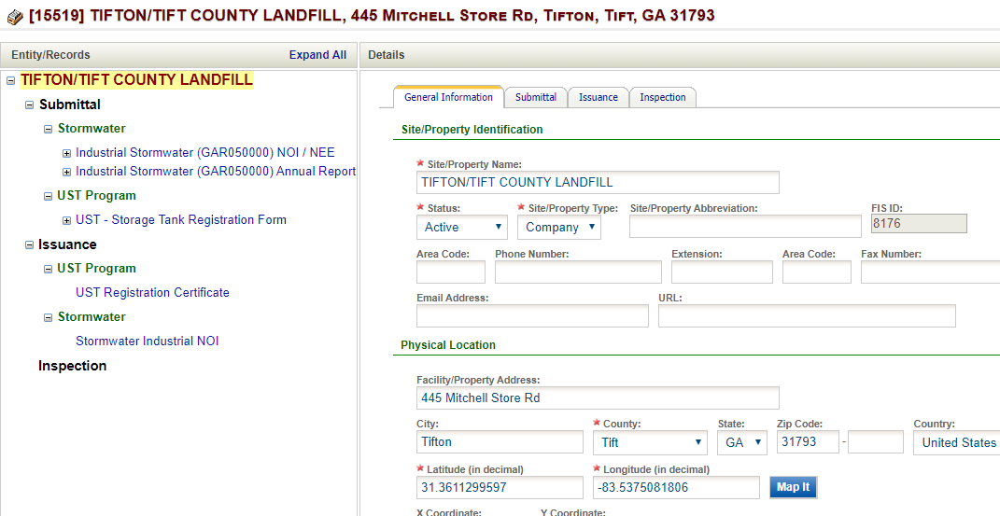 [15519] TIFTON/TIFT COUNTY LANDFILL, 445 Mitchell Store Rd, Tifton, Tift, GA 31793
Entity/Records Expand All
TIFTON/TIFT COUNTY LANDFILL
Submittal
Stormwater
Industrial Stormwater (GAR050000) NOI / NEE
Industrial Stormwater (GAR050000) Annual Report
UST Program
UST - Storage Tank Registration Form
Issuance
UST Program
UST Registration Certificate
Stormwater
Stormwater Industrial NOI
Inspection
Details
General Information Submittal Issuance Inspection
Site/Property Identification
* Site/Property Name:
TIFTON/TIFT COUNTY LANDFILL
* Status: * Site/Property Type: Site/Property Abbreviation: FIS ID:
Active Company 8176
Area Code: Phone Number: Extension: Area Code: Fax Number:
Email Address: URL:
Physical Location
Facility/Property Address:
445 Mitchell Store Rd
City: * County: State: Zip Code: Country:
Tifton Tift GA 31793 - United States
* Latitude (in decimal) * Longitude (in decimal)
31.3611299597 -83.5375081806 Map It
X Coordinate: Y Coordinate: